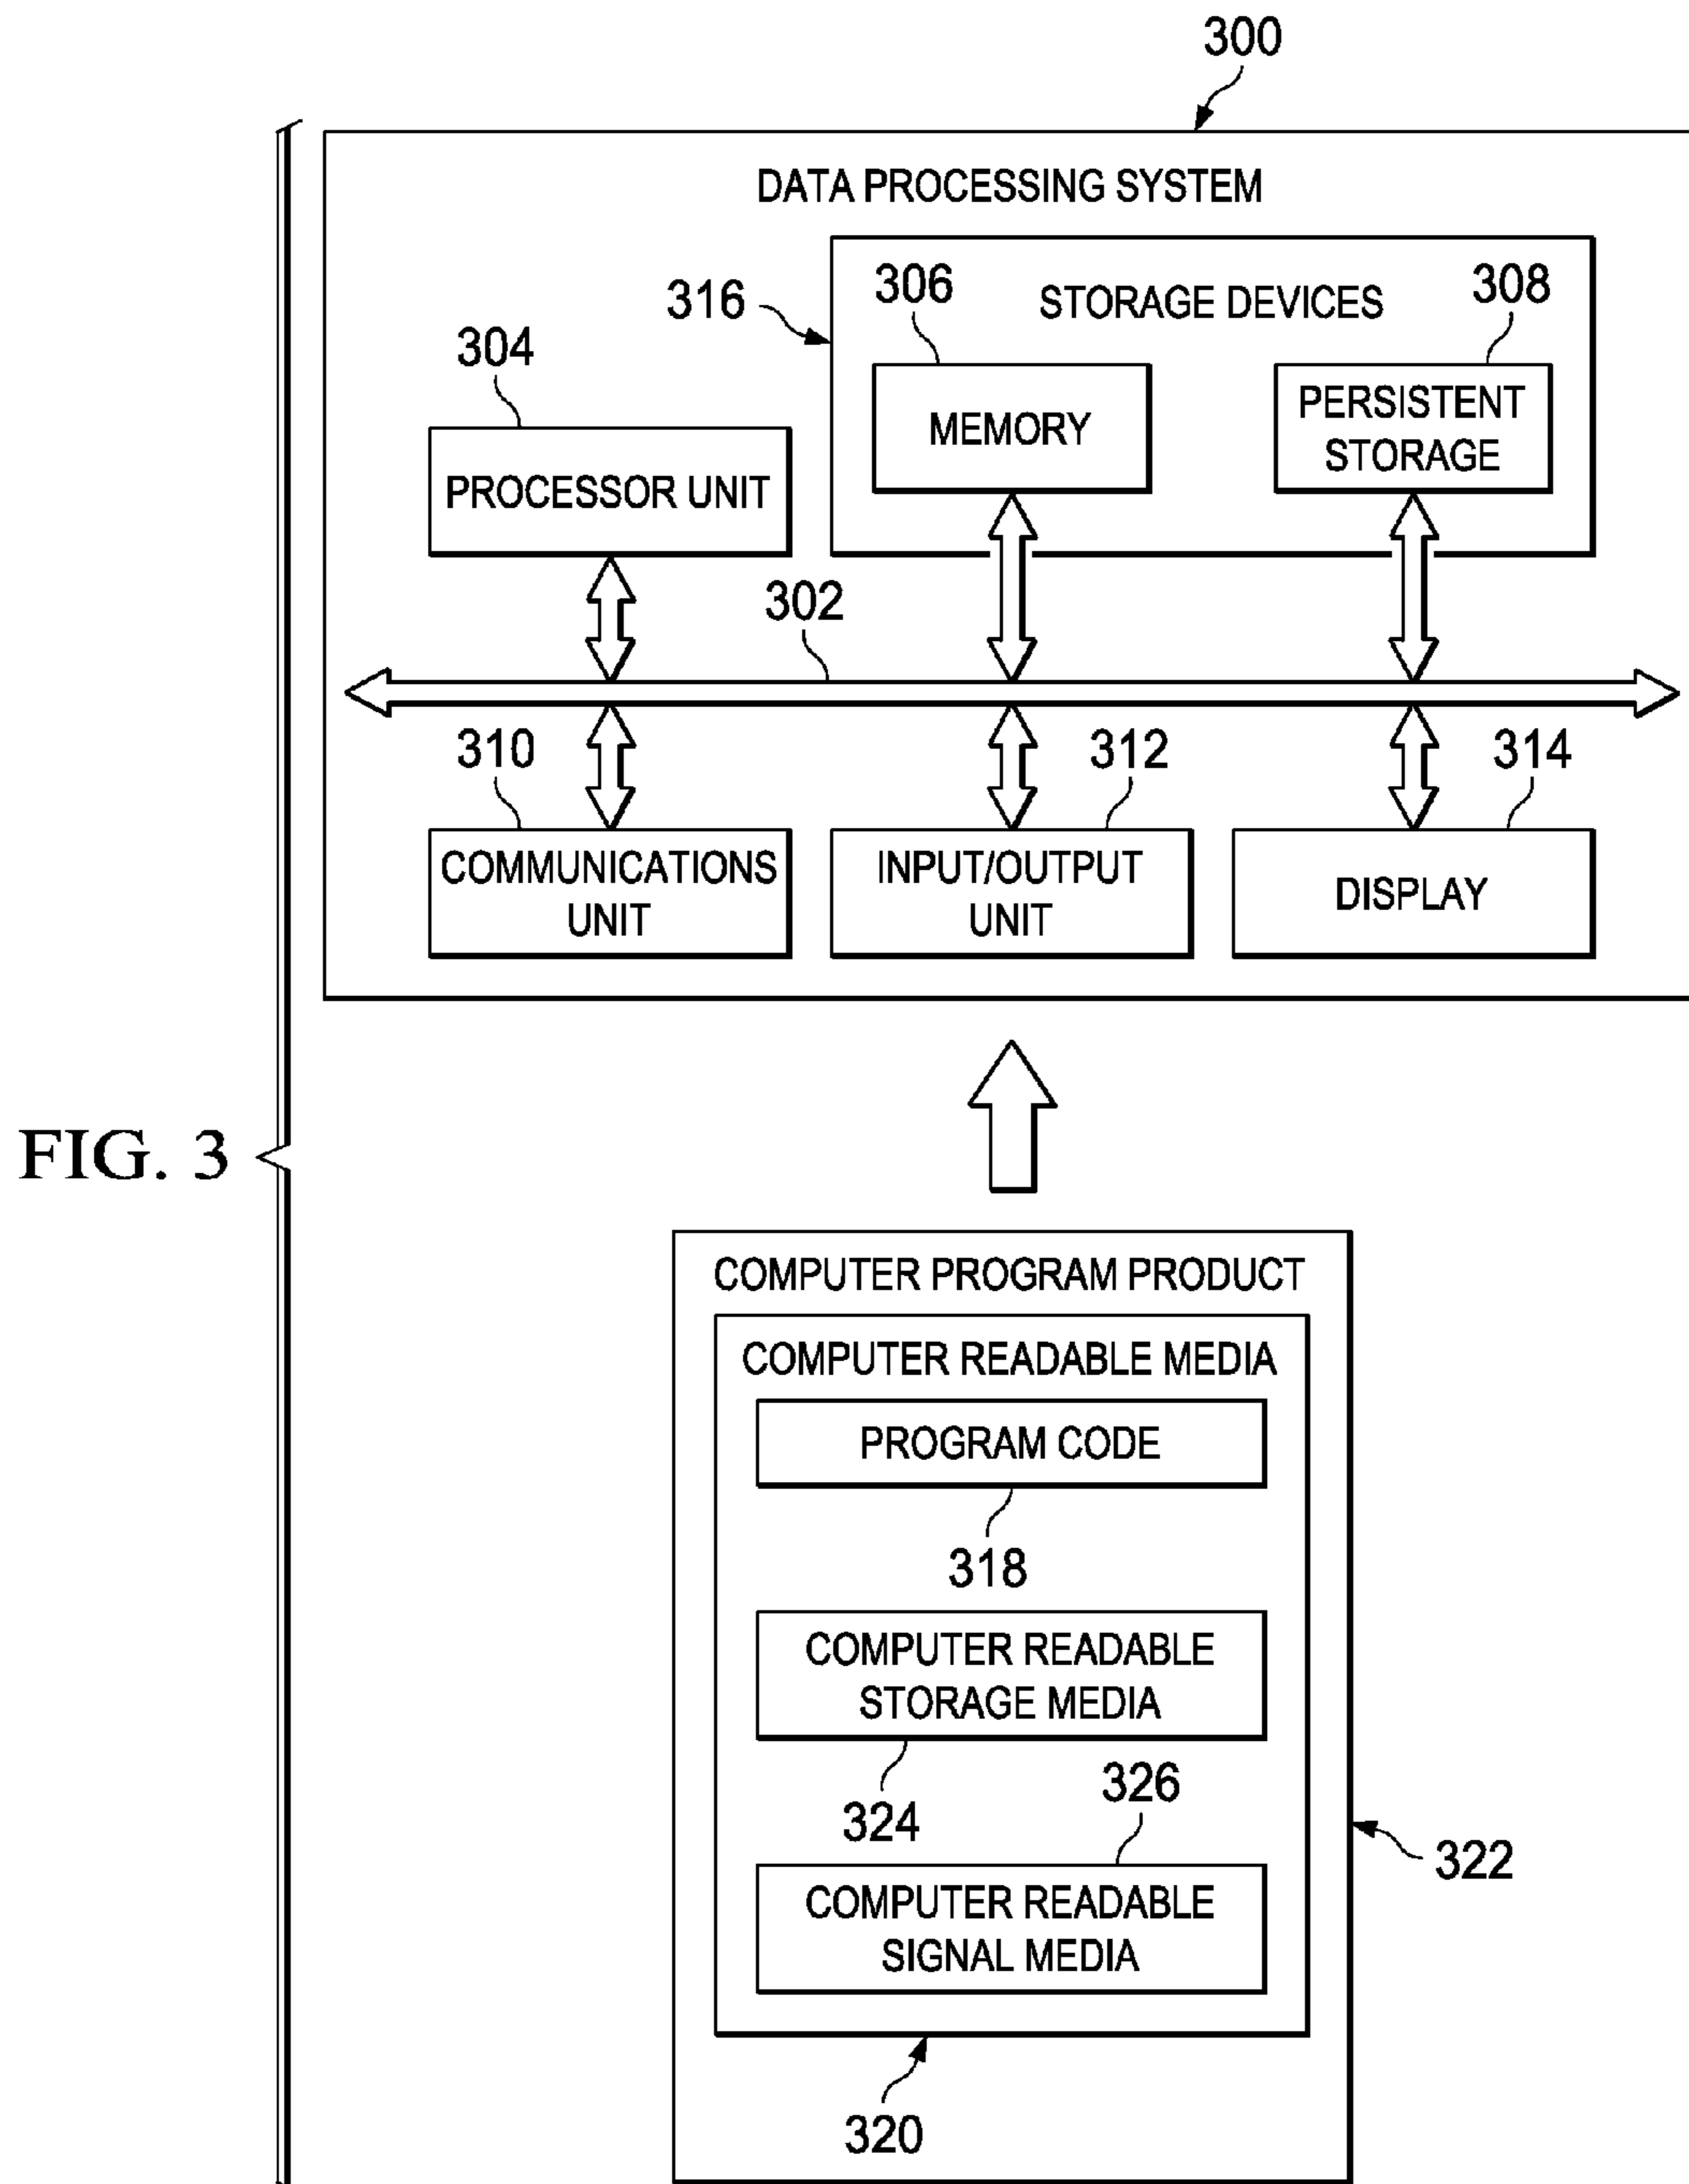 300
DATA PROCESSING SYSTEM
316
306
STORAGE DEVICES
308
304
MEMORY
PERSISTENT
STORAGE
PROCESSOR UNIT
302
310
312
314
COMMUNICATIONS
UNIT
INPUT/OUTPUT
UNIT
DISPLAY
FIG. 3
COMPUTER PROGRAM PRODUCT
COMPUTER READABLE MEDIA
PROGRAM CODE
318
COMPUTER READABLE
STORAGE MEDIA
324
326
322
COMPUTER READABLE
SIGNAL MEDIA
320